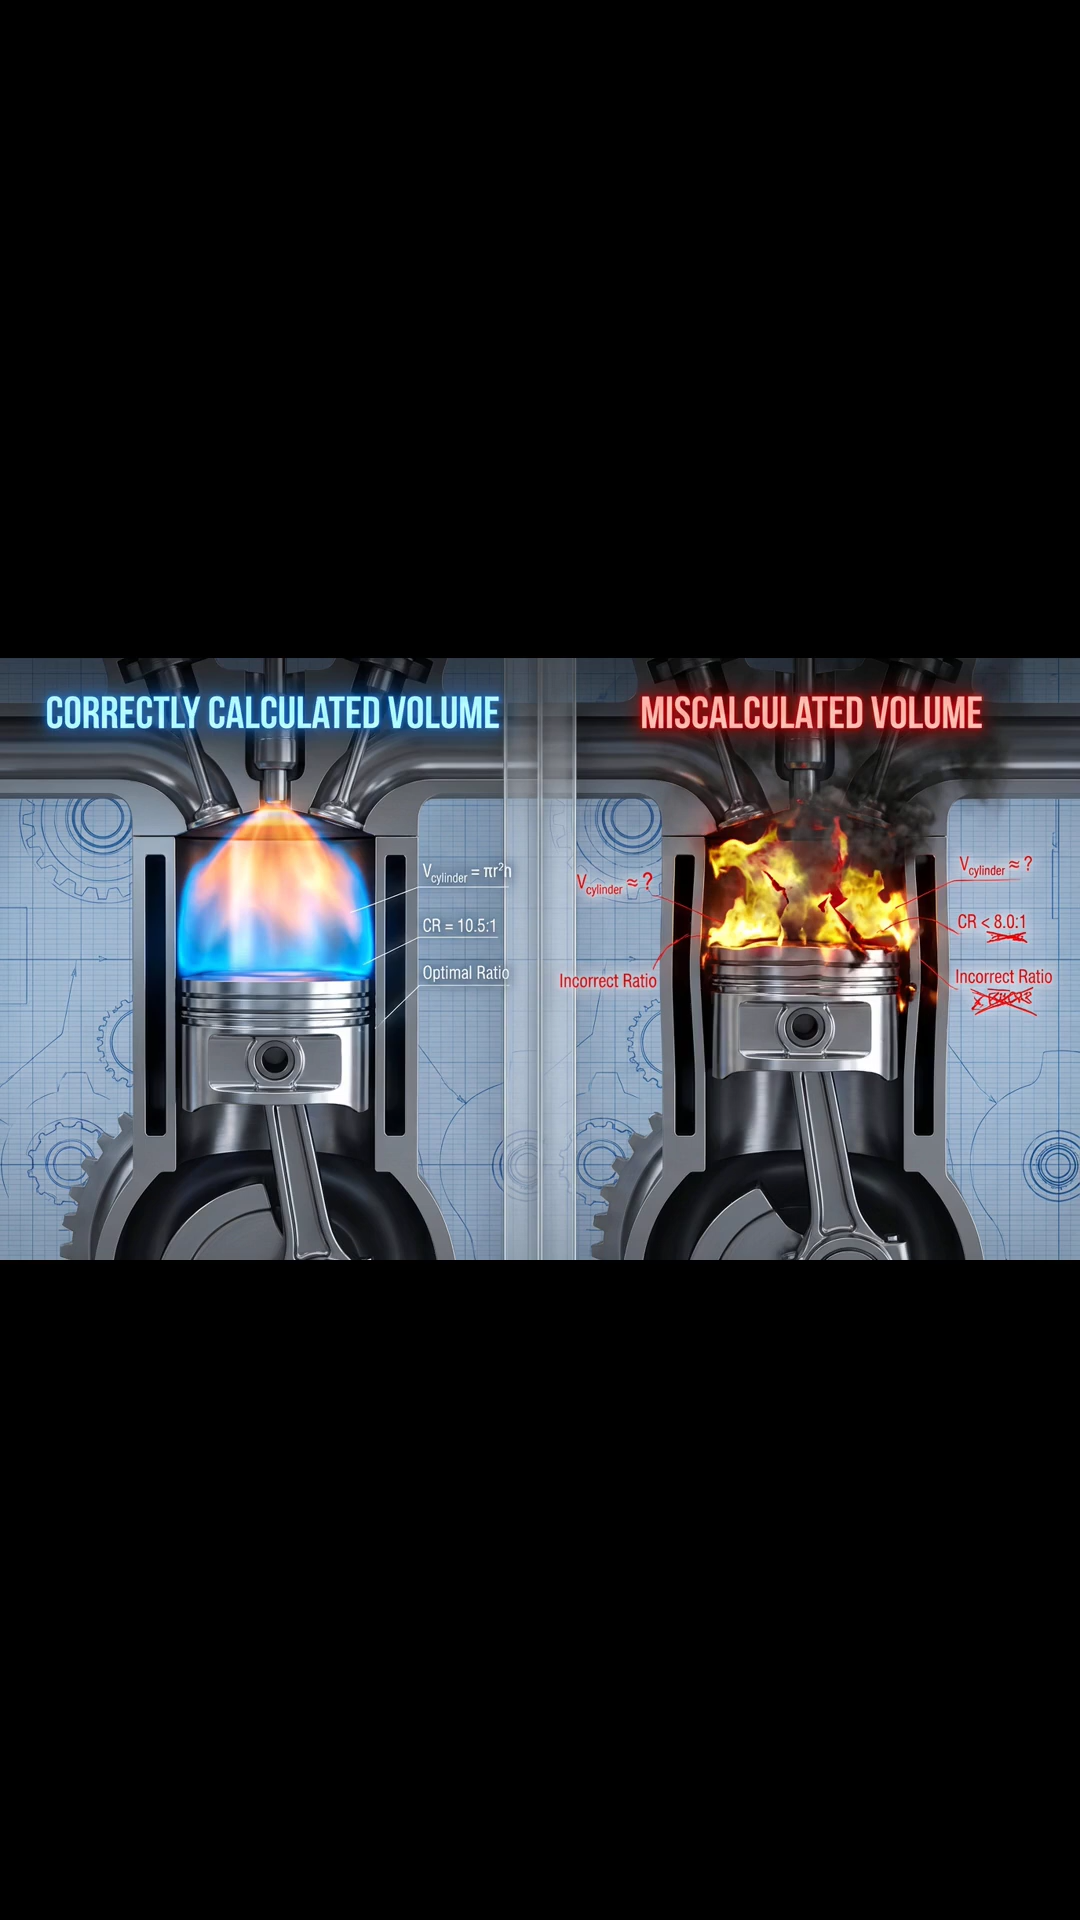 CORRECTLY CALCULATED VOLUME
Vcylinder = πr²h
CR = 10.5:1
Optimal Ratio
MISCALCULATED VOLUME
Vcylinder ≈ ?
Incorrect Ratio
Vcylinder ≈ ?
CR < 8.0:1
Incorrect Ratio